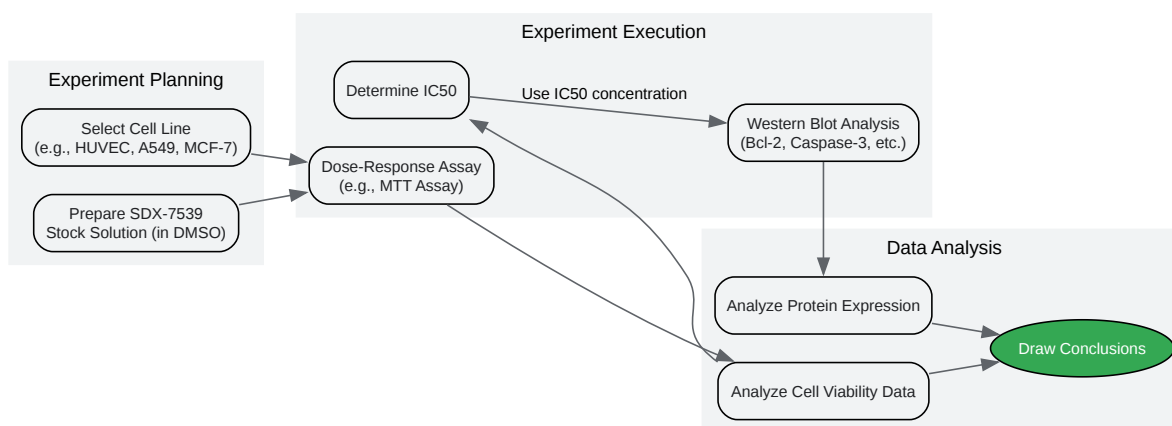 Experiment Planning
Select Cell Line
(e.g., HUVEC, A549, MCF-7)
Prepare SDX-7539
Stock Solution (in DMSO)
Experiment Execution
Determine IC50
Use IC50 concentration
Western Blot Analysis
(Bcl-2, Caspase-3, etc.)
Dose-Response Assay
(e.g., MTT Assay)
Data Analysis
Analyze Protein Expression
Analyze Cell Viability Data
Draw Conclusions